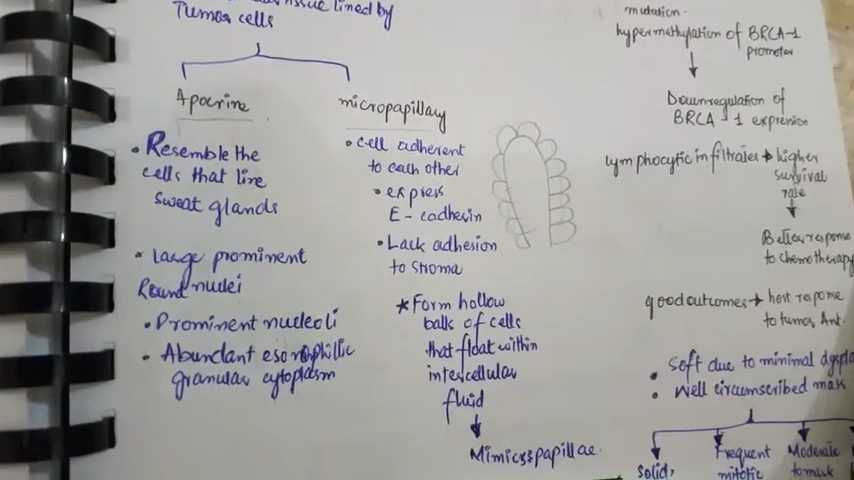 tissue lined by
Tumor cells
Apocrine
• Resemble the
cells that line
sweat glands
• Large prominent
Round nuclei
• Prominent nucleoli
• Abundant esonophilic
granular cytoplasm
micropapillary
• cell adherent
to each other
• express
E-cadherin
• Lack adhesion
to stroma
* Form hollow
balls of cells
that float within
intercellular
fluid
Mimics papillae.
mutation.
hypermethylation of BRCA-1
promoter
Downregulation of
BRCA-1 expression
lymphocytic infiltrates → higher
survival
rate
Better response
to chemotherapy
good outcomes → host response
to tumor Ant.
• Soft due to minimal
• Well circumscribed mass
Solid,
Frequent
mitotic
Moderate
to mark